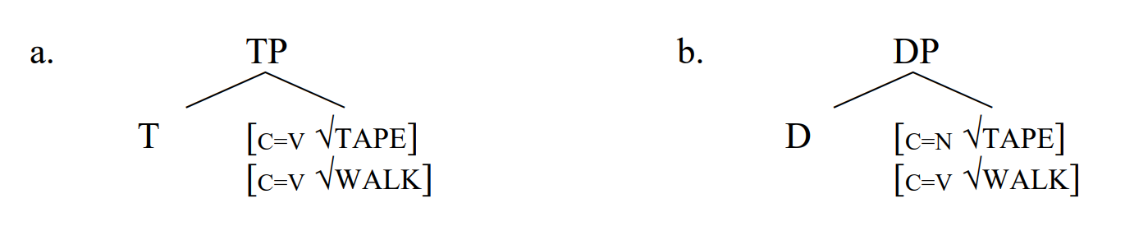 a. TP b. DP
T [C=V √TAPE] D [C=N √TAPE]
[C=V √WALK] [C=V √WALK]